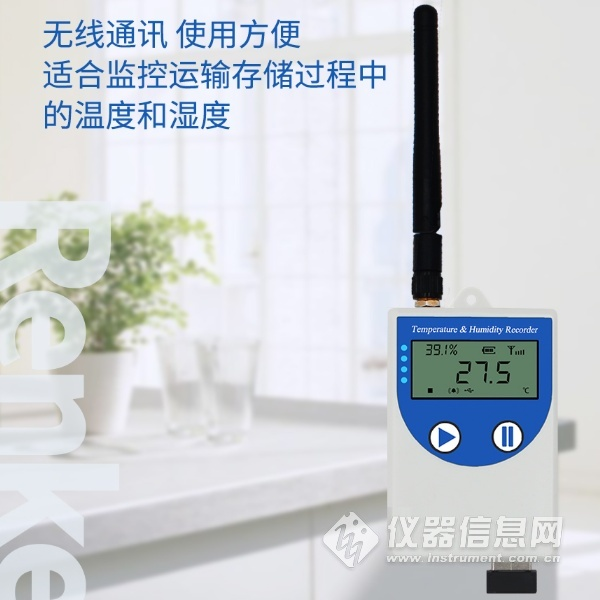 无线通讯 使用方便
适合监控运输存储过程中
的温度和湿度
Renke
Temperature & Humidity Recorder
39.1%
27.5
℃
仪器信息网
www.instrument.com.cn